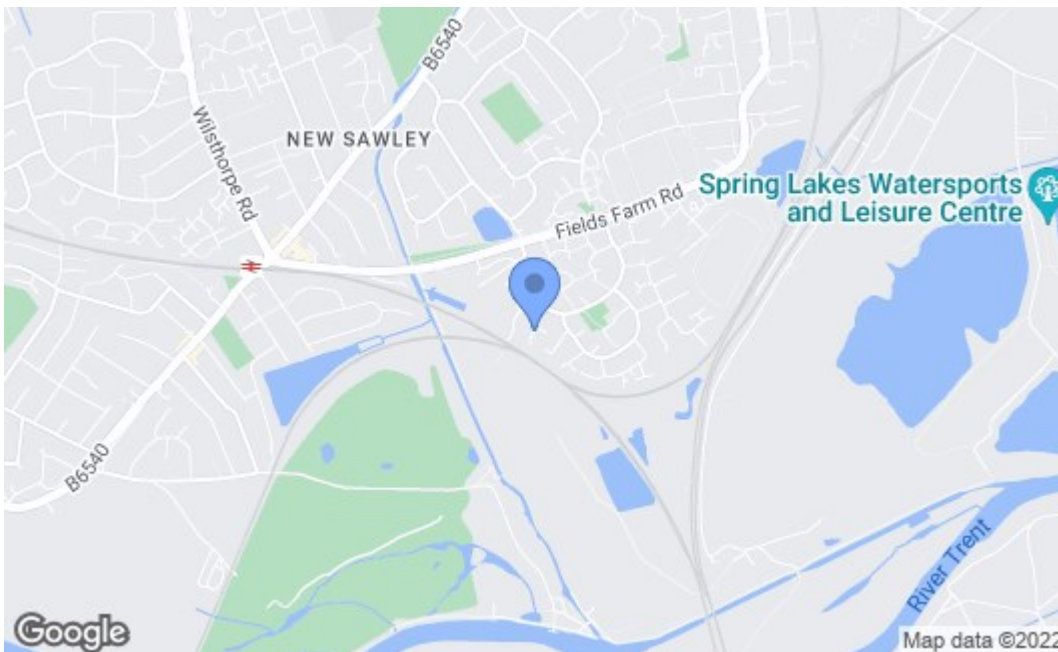 B6540
Wilsthorpe Rd
NEW SAWLEY
Fields Farm Rd
Spring Lakes Watersports
and Leisure Centre
B6540
River Trent
Google
Map data ©2022